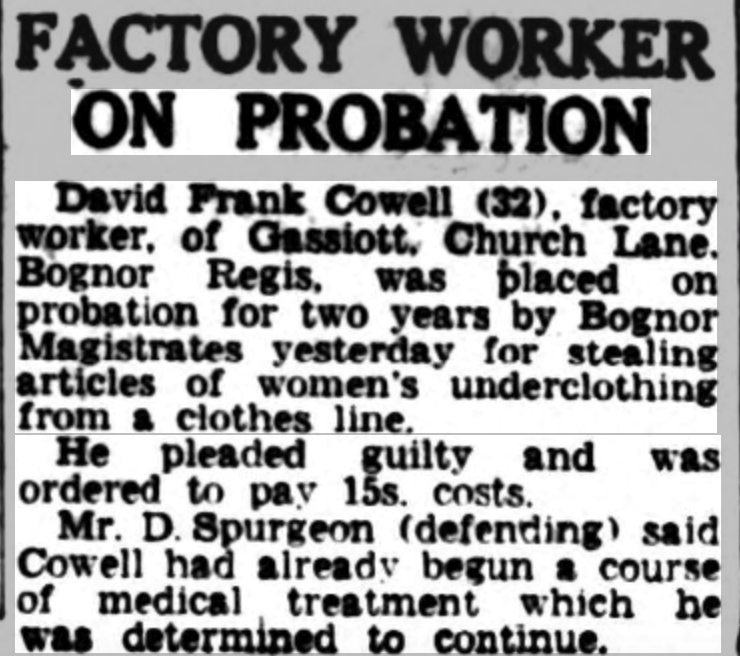 FACTORY WORKER
ON PROBATION
David Frank Cowell (32), factory
worker, of Gassiott, Church Lane,
Bognor Regis, was placed on
probation for two years by Bognor
Magistrates yesterday for stealing
articles of women's underclothing
from a clothes line.
He pleaded guilty and was
ordered to pay 15s. costs.
Mr. D. Spurgeon (defending) said
Cowell had already begun a course
of medical treatment which he
was determined to continue.